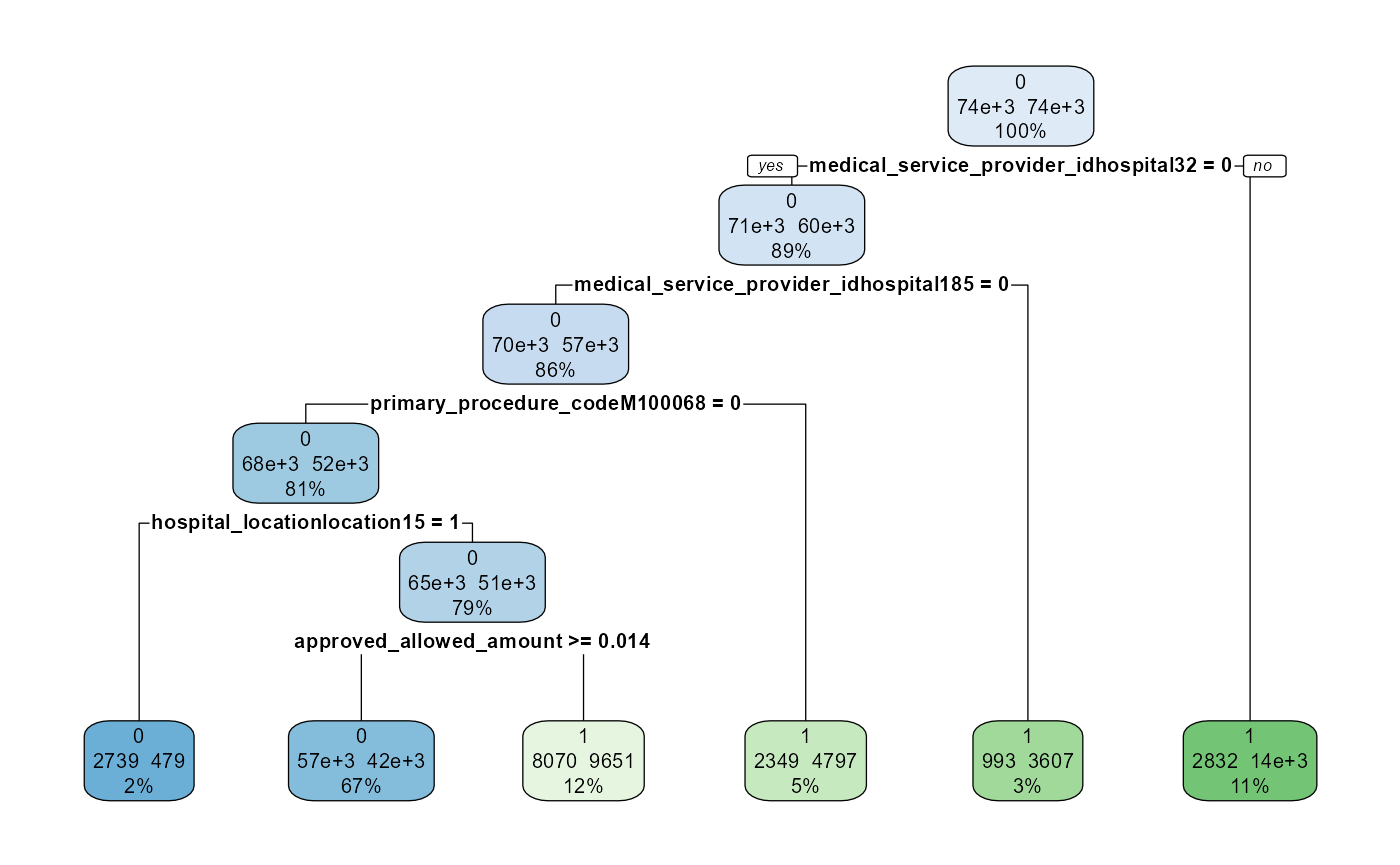 0
74e+3 74e+3
100%
yes
medical_service_provider_idhospital32 = 0
no
0
71e+3 60e+3
89%
medical_service_provider_idhospital185 = 0
0
70e+3 57e+3
86%
primary_procedure_codeM100068 = 0
0
68e+3 52e+3
81%
hospital_locationlocation15 = 1
0
65e+3 51e+3
79%
approved_allowed_amount >= 0.014
0
2739 479
2%
0
57e+3 42e+3
67%
1
8070 9651
12%
1
2349 4797
5%
1
993 3607
3%
1
2832 14e+3
11%